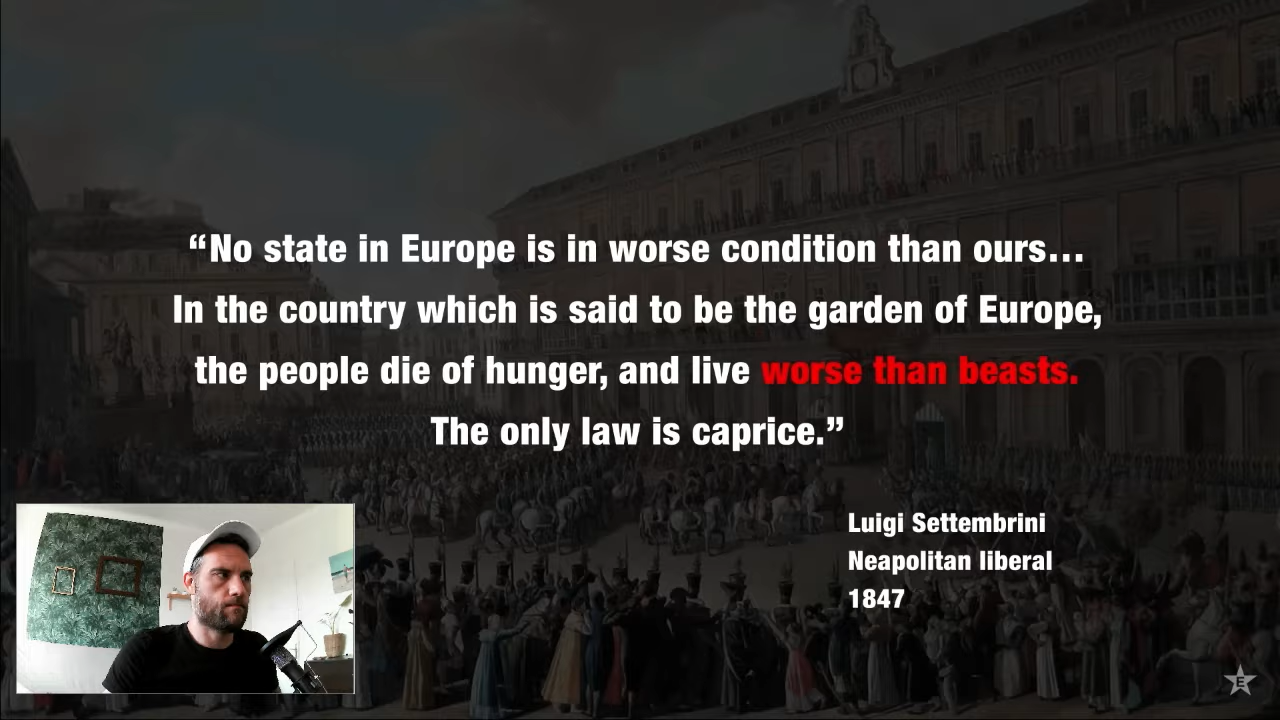 “No state in Europe is in worse condition than ours…
In the country which is said to be the garden of Europe,
the people die of hunger, and live worse than beasts.
The only law is caprice.”
Luigi Settembrini
Neapolitan liberal
1847
E